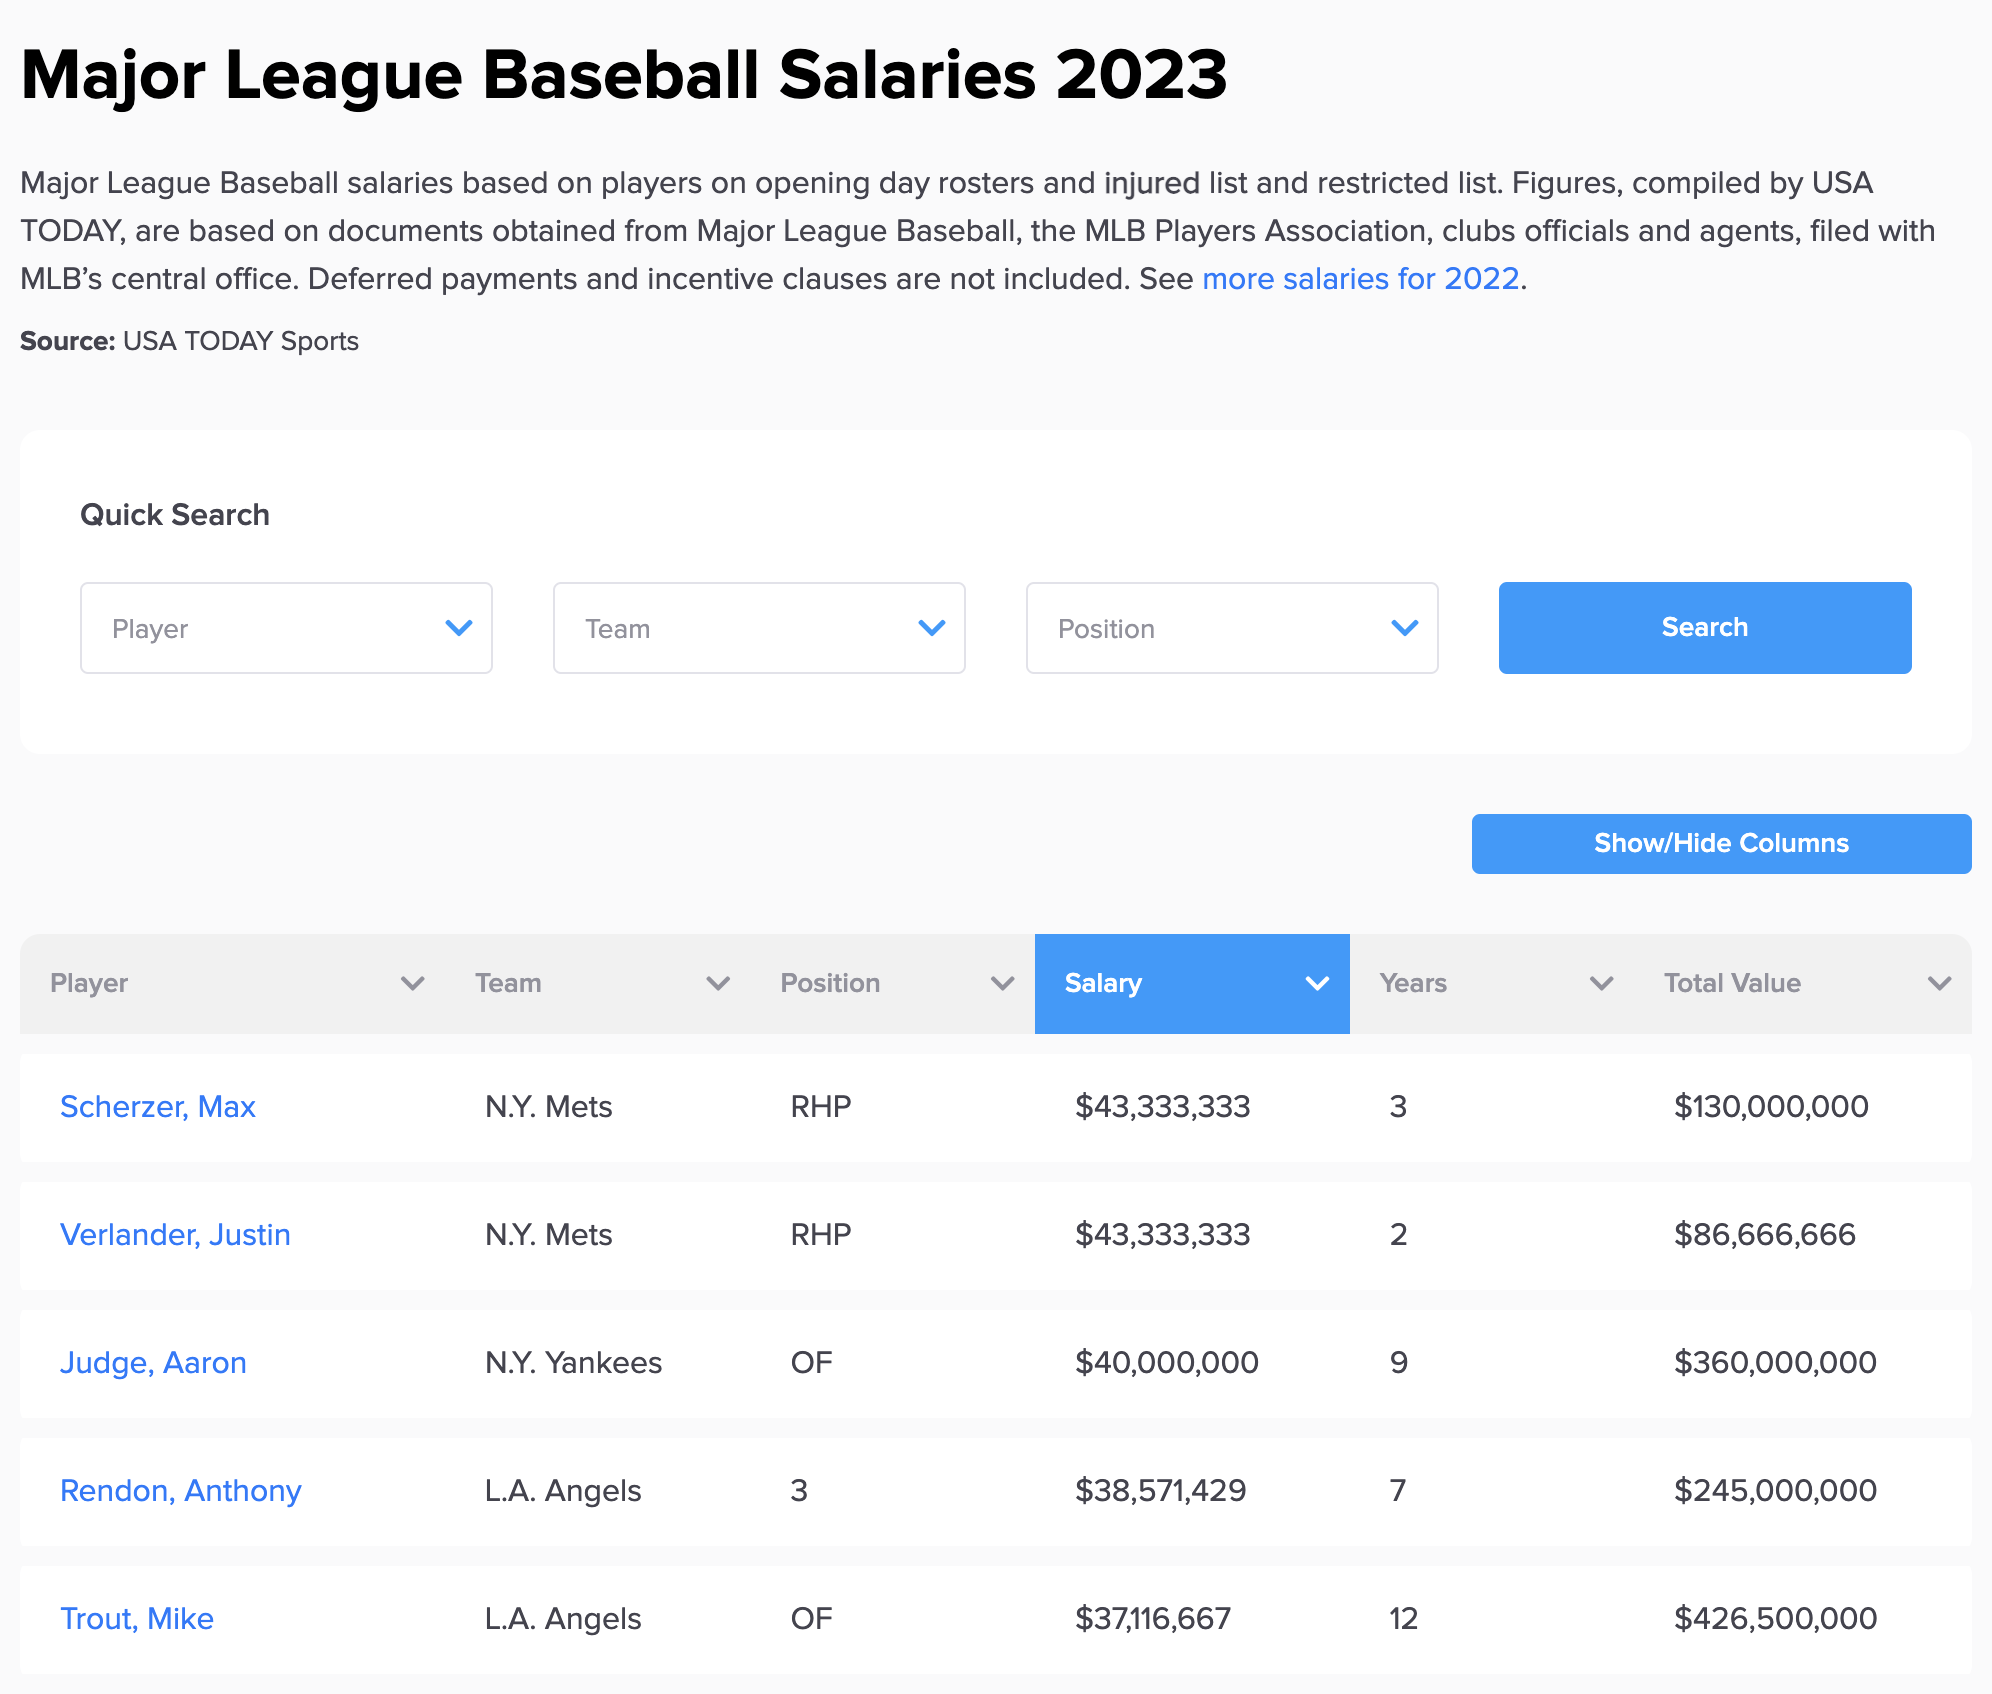 Major League Baseball Salaries 2023
Major League Baseball salaries based on players on opening day rosters and injured list and restricted list. Figures, compiled by USA
TODAY, are based on documents obtained from Major League Baseball, the MLB Players Association, clubs officials and agents, filed with
MLB’s central office. Deferred payments and incentive clauses are not included. See more salaries for 2022.
Source: USA TODAY Sports
Quick Search
Player Team Position Search
Show/Hide Columns
Player Team Position Salary Years Total Value
Scherzer, Max N.Y. Mets RHP $43,333,333 3 $130,000,000
Verlander, Justin N.Y. Mets RHP $43,333,333 2 $86,666,666
Judge, Aaron N.Y. Yankees OF $40,000,000 9 $360,000,000
Rendon, Anthony L.A. Angels 3 $38,571,429 7 $245,000,000
Trout, Mike L.A. Angels OF $37,116,667 12 $426,500,000